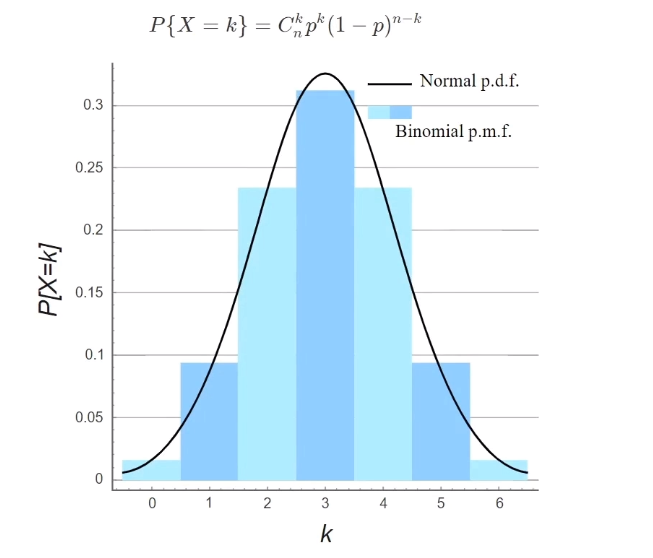 P{X = k} = C_n^k p^k (1 − p)^{n−k}
Normal p.d.f.
Binomial p.m.f.
0.3
0.25
0.2
0.15
0.1
0.05
0
P[X=k]
0 1 2 3 4 5 6
k